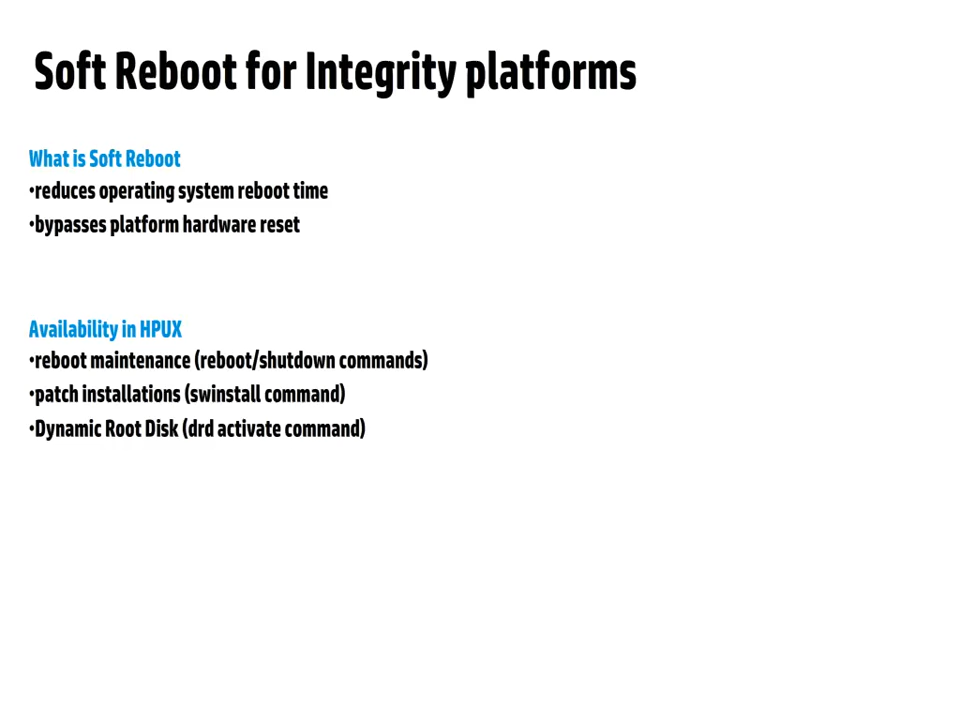 Soft Reboot for Integrity platforms
What is Soft Reboot
•reduces operating system reboot time
•bypasses platform hardware reset
Availability in HPUX
•reboot maintenance (reboot/shutdown commands)
•patch installations (swinstall command)
•Dynamic Root Disk (drd activate command)